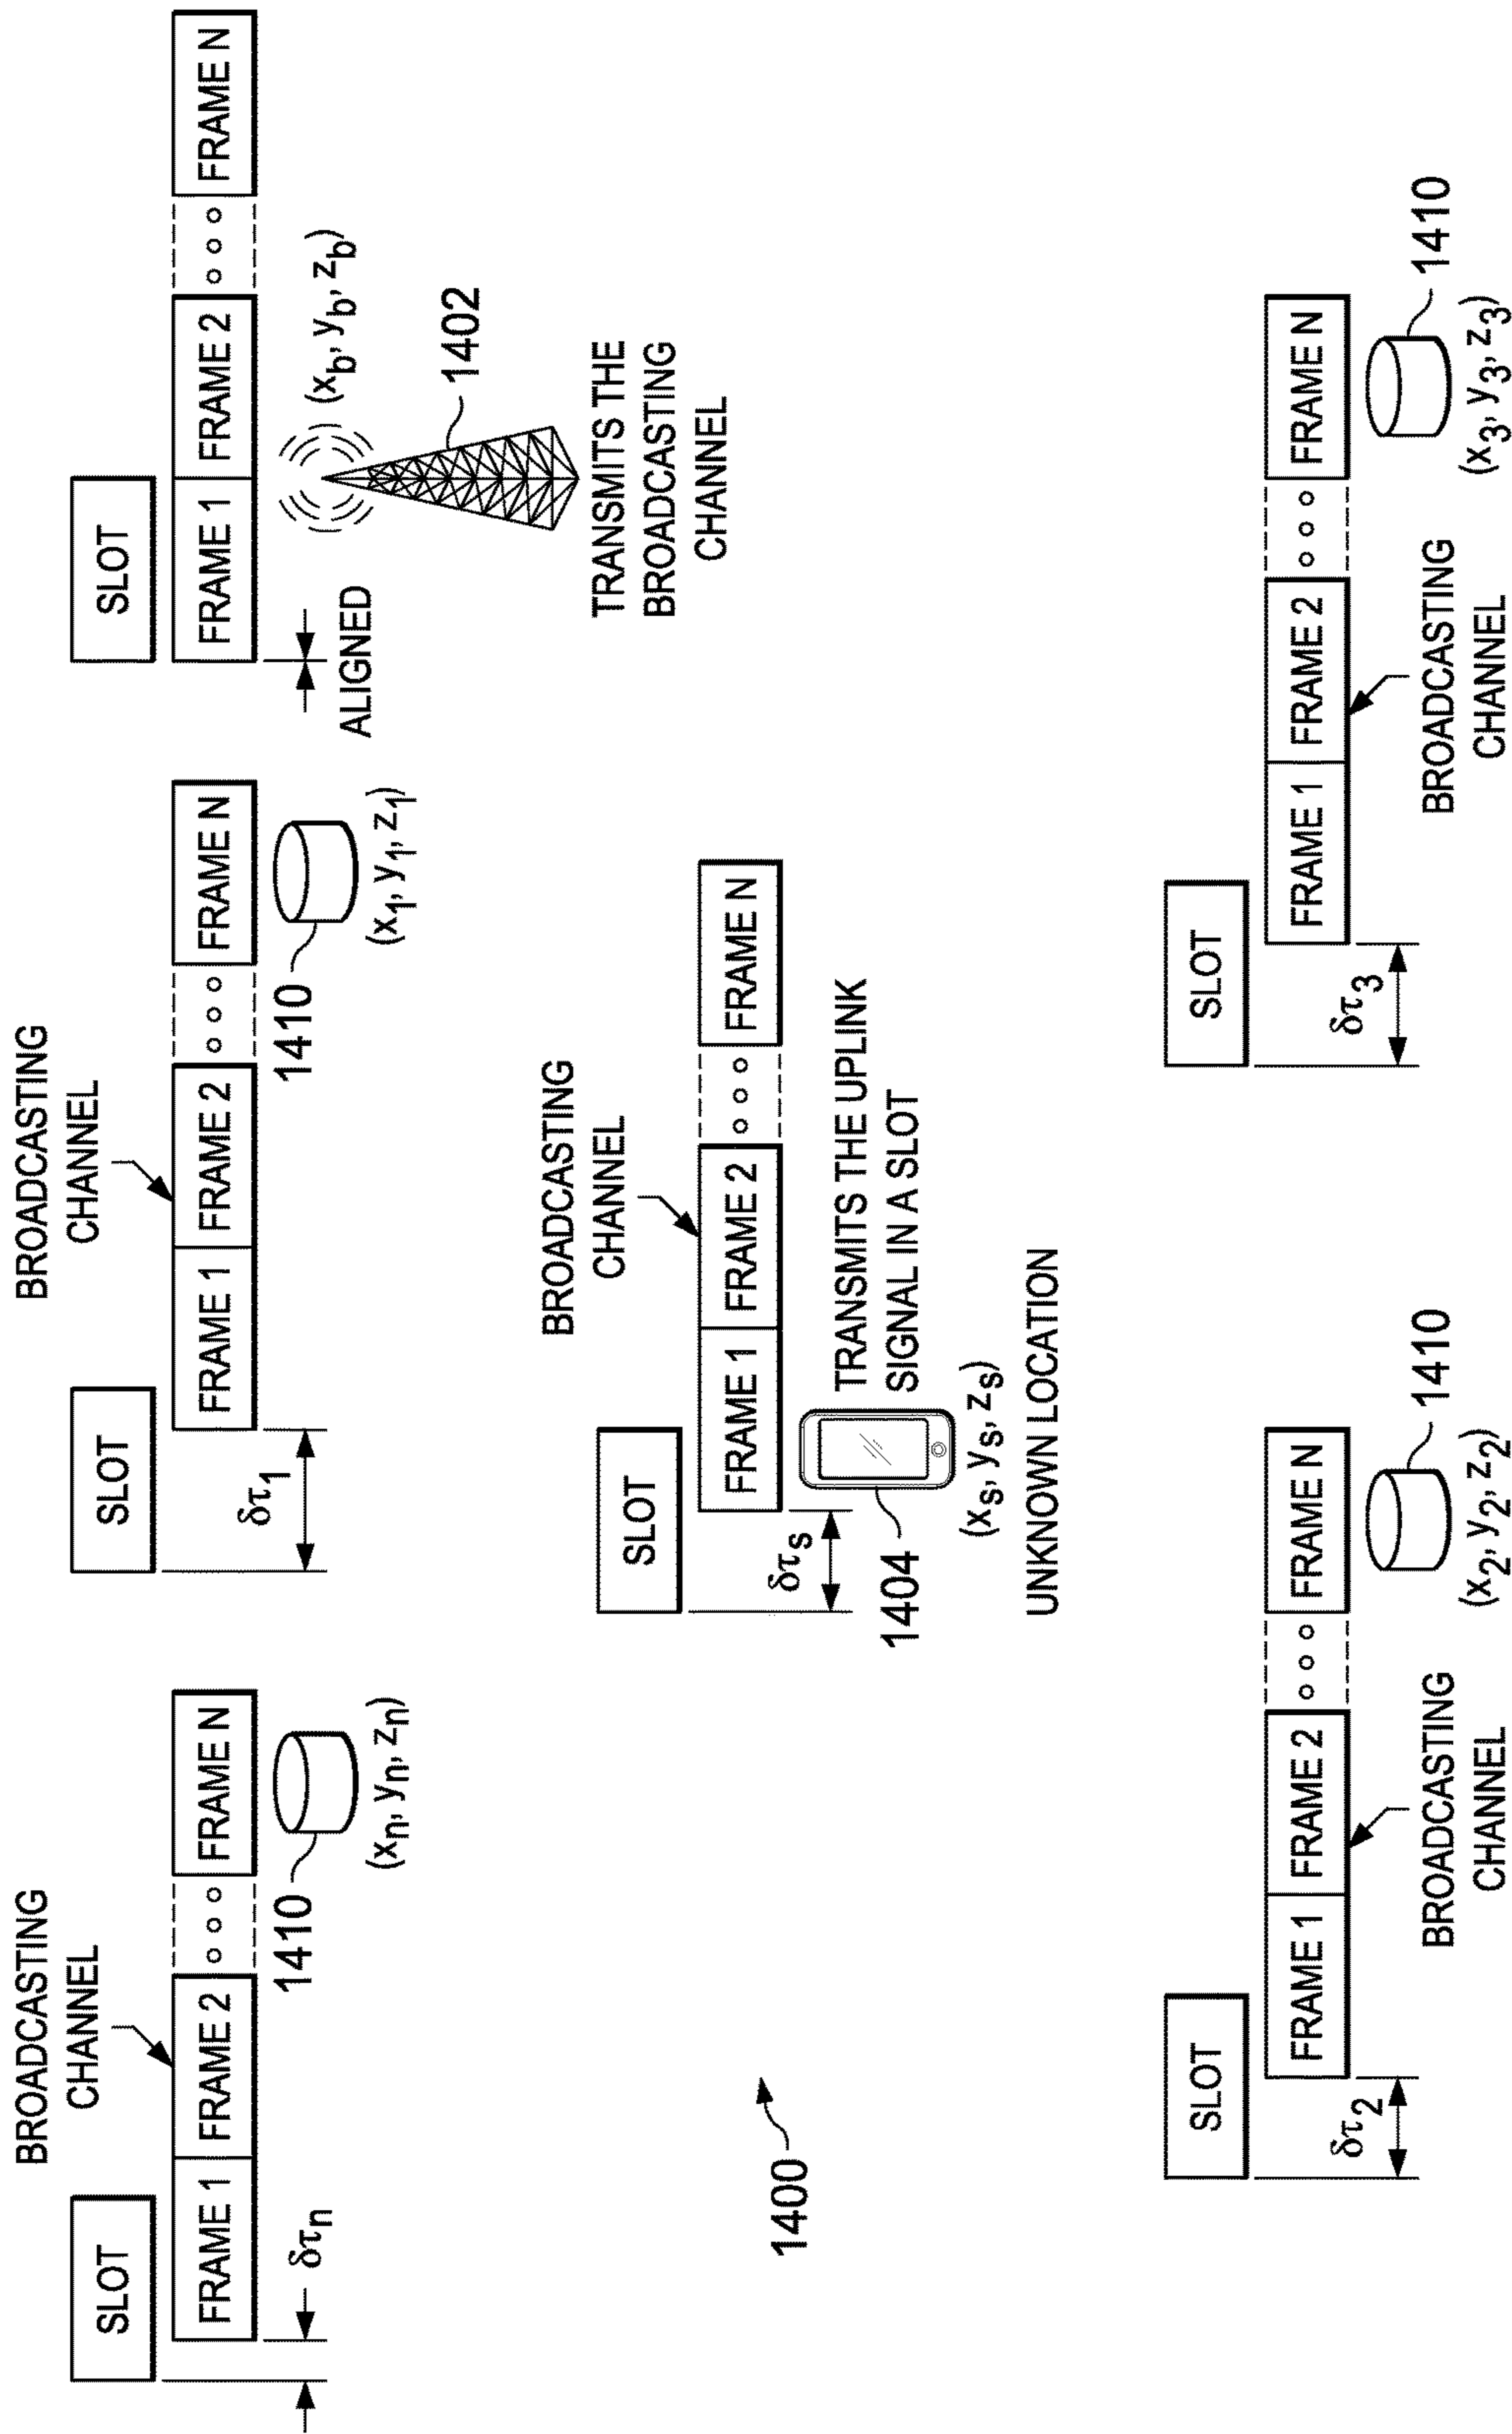 BROADCASTING
CHANNEL
SLOT
FRAME 1
FRAME 2
FRAME N
δτn
1410
(xn, yn, zn)
BROADCASTING
CHANNEL
SLOT
FRAME 1
FRAME 2
FRAME N
δτ1
1410
(x1, y1, z1)
SLOT
FRAME 1
FRAME 2
FRAME N
ALIGNED
(xb, yb, zb)
1402
TRANSMITS THE
BROADCASTING
CHANNEL
BROADCASTING
CHANNEL
SLOT
FRAME 1
FRAME 2
FRAME N
δτs
1404
TRANSMITS THE UPLINK
SIGNAL IN A SLOT
(xs, ys, zs)
UNKNOWN LOCATION
1400
SLOT
FRAME 1
FRAME 2
FRAME N
δτ2
BROADCASTING
CHANNEL
1410
(x2, y2, z2)
SLOT
FRAME 1
FRAME 2
FRAME N
δτ3
BROADCASTING
CHANNEL
1410
(x3, y3, z3)